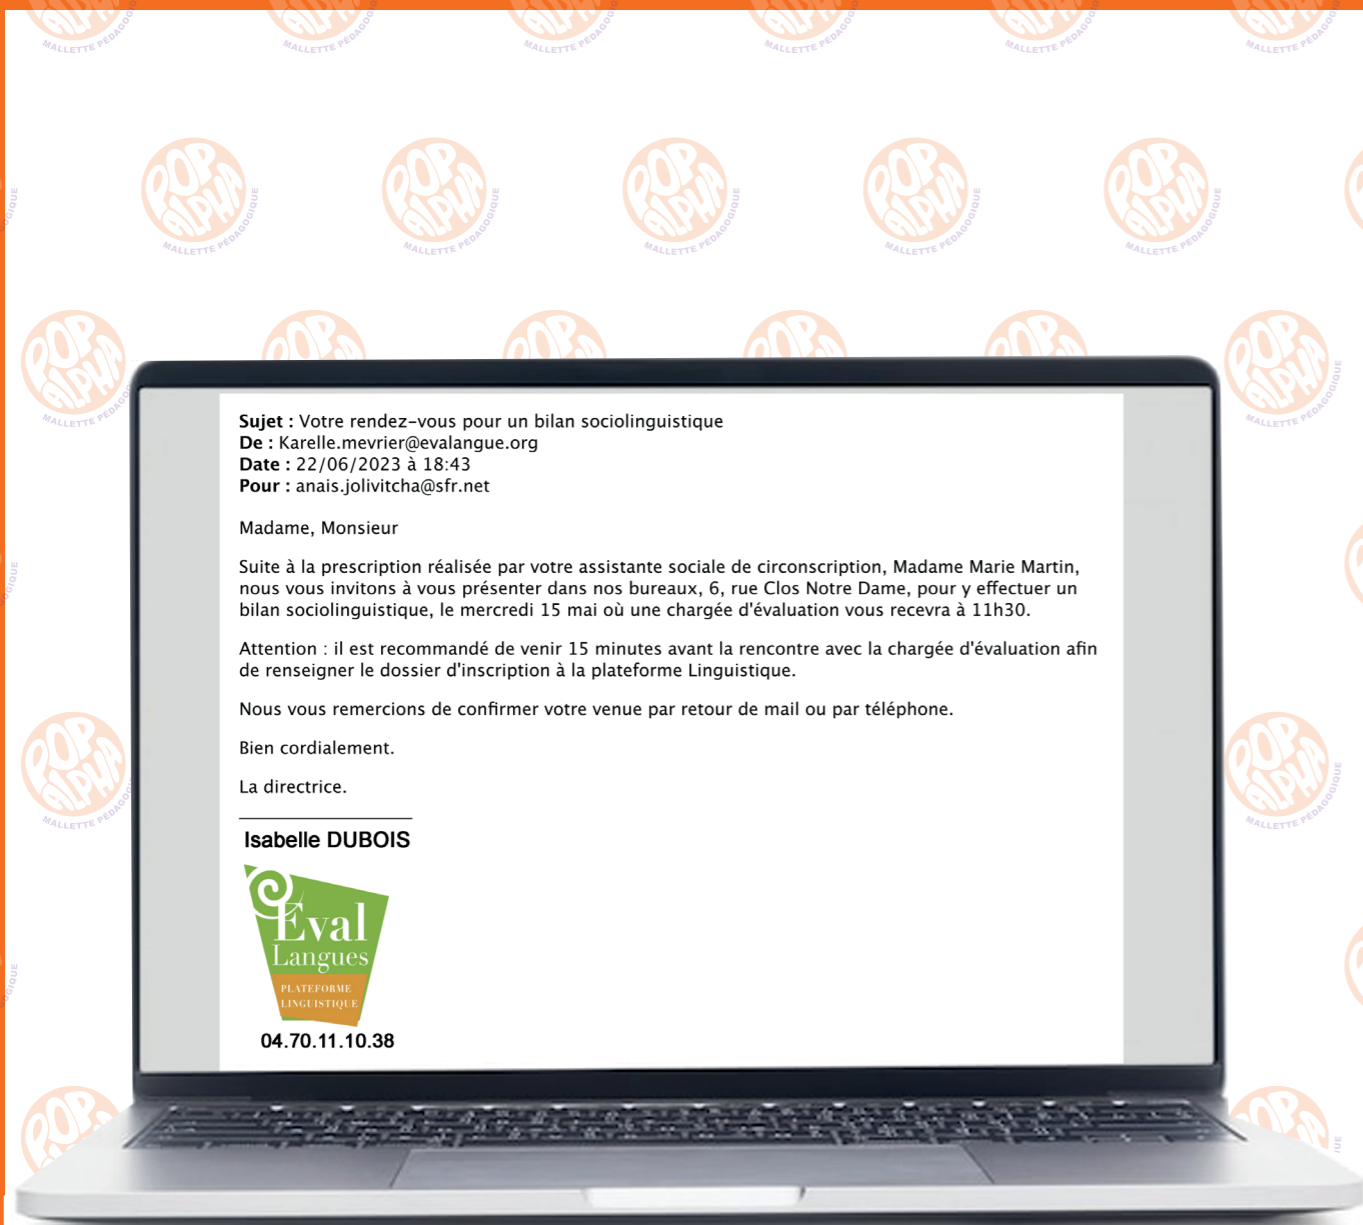 Sujet : Votre rendez-vous pour un bilan sociolinguistique
De : Karelle.mevrier@evalangue.org
Date : 22/06/2023 à 18:43
Pour : anais.jolivitcha@sfr.net
Madame, Monsieur
Suite à la prescription réalisée par votre assistante sociale de circonscription, Madame Marie Martin,
nous vous invitons à vous présenter dans nos bureaux, 6, rue Clos Notre Dame, pour y effectuer un
bilan sociolinguistique, le mercredi 15 mai où une chargée d'évaluation vous recevra à 11h30.
Attention : il est recommandé de venir 15 minutes avant la rencontre avec la chargée d'évaluation afin
de renseigner le dossier d'inscription à la plateforme Linguistique.
Nous vous remercions de confirmer votre venue par retour de mail ou par téléphone.
Bien cordialement.
La directrice.
Isabelle DUBOIS
Éval
Langues
PLATEFORME
LINGUISTIQUE
04.70.11.10.38
POP
ALPHA
MALLETTE PÉDAGOGIQUE